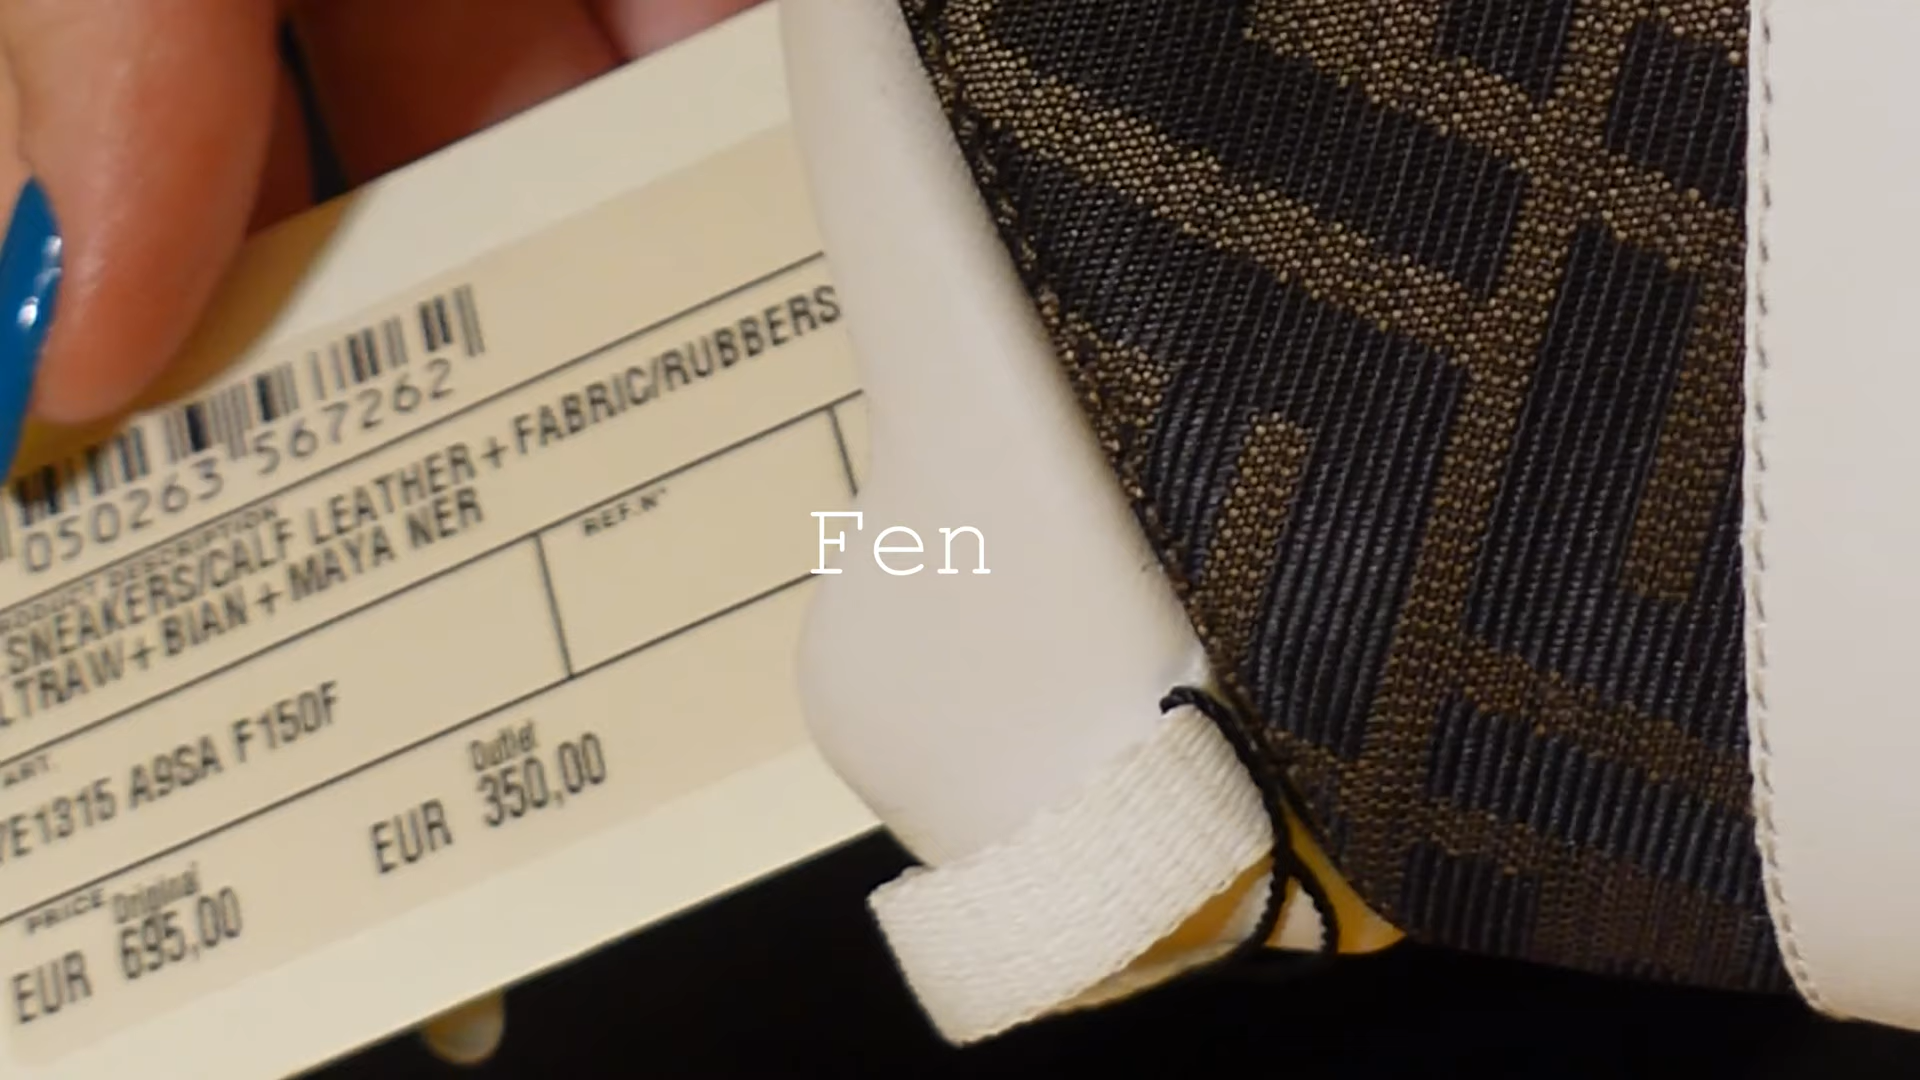 050263 567262
PRODUCT DESCRIPTION
SNEAKERS/CALF LEATHER+FABRIC/RUBBERS
LTRAW+BIAN+MAYA NER
REF.N°
ART.
7E1315 A9SA F150F
Outlet
EUR 350,00
PRICE Original
EUR 695,00
Fen